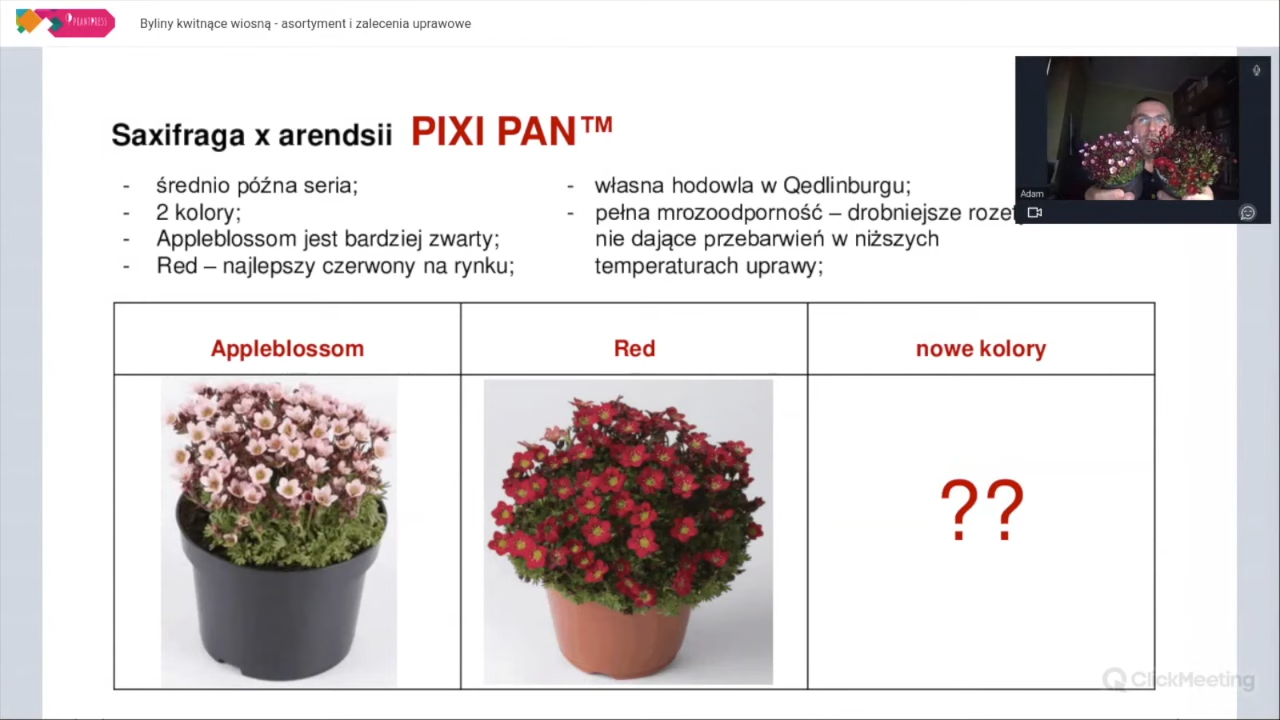 PLANTPRESS
Byliny kwitnące wiosną - asortyment i zalecenia uprawowe
Saxifraga x arendsii PIXI PAN™
- średnio późna seria;
- 2 kolory;
- Appleblossom jest bardziej zwarty;
- Red – najlepszy czerwony na rynku;
- własna hodowla w Qedlinburgu;
- pełna mrozoodporność – drobniejsze
nie dające przebarwień w niższych
temperaturach uprawy;
Adam
Appleblossom
Red
nowe kolory
??
ClickMeeting